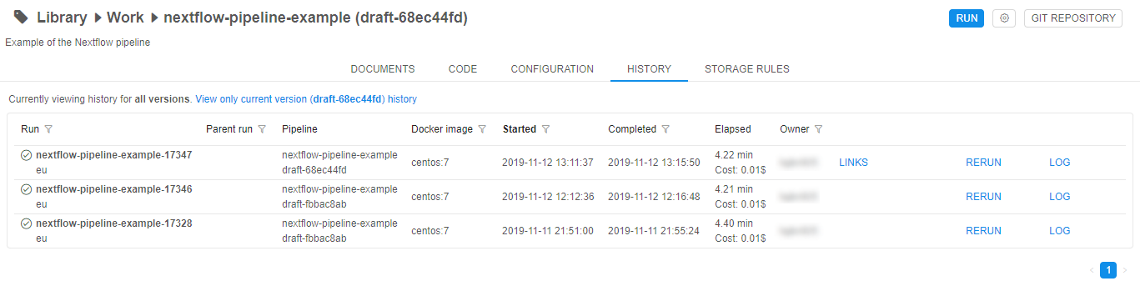 Library Work nextflow-pipeline-example (draft-68ec44fd) RUN GIT REPOSITORY
Example of the Nextflow pipeline
DOCUMENTS CODE CONFIGURATION HISTORY STORAGE RULES
Currently viewing history for all versions. View only current version (draft-68ec44fd) history
Run Parent run Pipeline Docker image Started Completed Elapsed Owner
nextflow-pipeline-example-17347 nextflow-pipeline-example centos:7 2019-11-12 13:11:37 2019-11-12 13:15:50 4.22 min LINKS RERUN LOG
eu draft-68ec44fd Cost: 0.01$
nextflow-pipeline-example-17346 nextflow-pipeline-example centos:7 2019-11-12 12:12:36 2019-11-12 12:16:48 4.21 min RERUN LOG
eu draft-fbbac8ab Cost: 0.01$
nextflow-pipeline-example-17328 nextflow-pipeline-example centos:7 2019-11-11 21:51:00 2019-11-11 21:55:24 4.40 min RERUN LOG
eu draft-fbbac8ab Cost: 0.01$
1